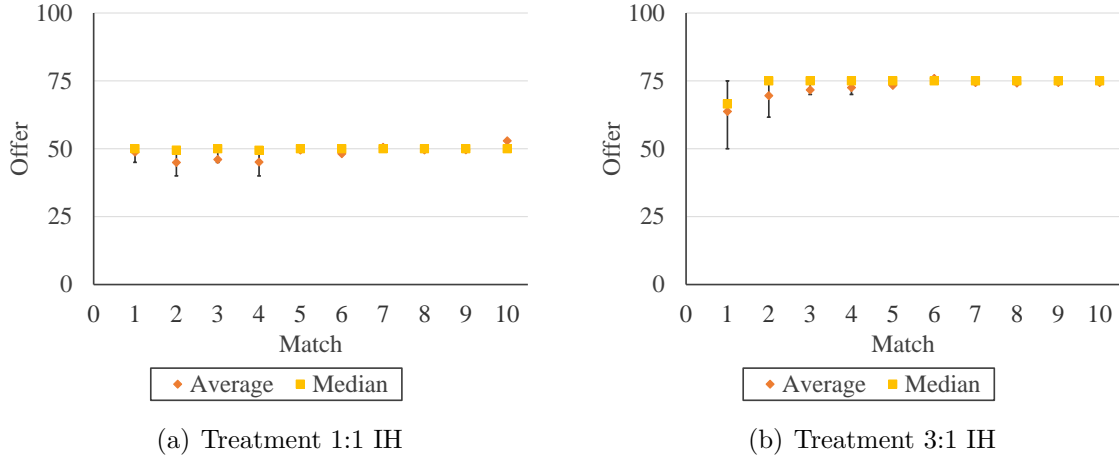 100
75
50
25
0
Offer
0 1 2 3 4 5 6 7 8 9 10
Match
Average Median
(a) Treatment 1:1 IH
100
75
50
25
0
Offer
0 1 2 3 4 5 6 7 8 9 10
Match
Average Median
(b) Treatment 3:1 IH